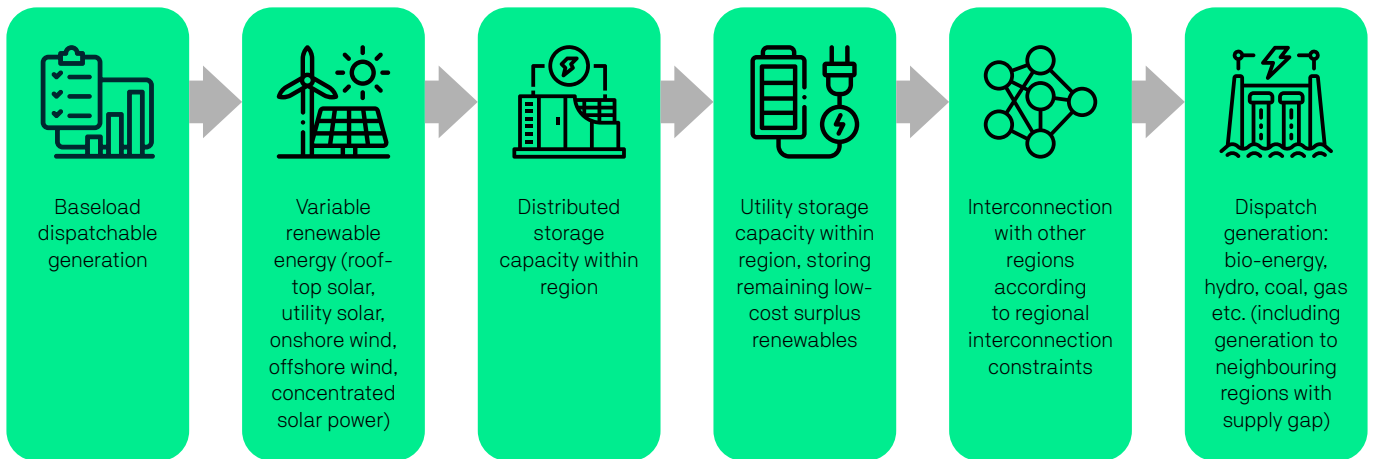 Baseload
dispatchable
generation
Variable
renewable
energy (roof-
top solar,
utility solar,
onshore wind,
offshore wind,
concentrated
solar power)
Distributed
storage
capacity within
region
Utility storage
capacity within
region, storing
remaining low-
cost surplus
renewables
Interconnection
with other
regions
according
to regional
interconnection
constraints
Dispatch
generation:
bio-energy,
hydro, coal, gas
etc. (including
generation to
neighbouring
regions with
supply gap)